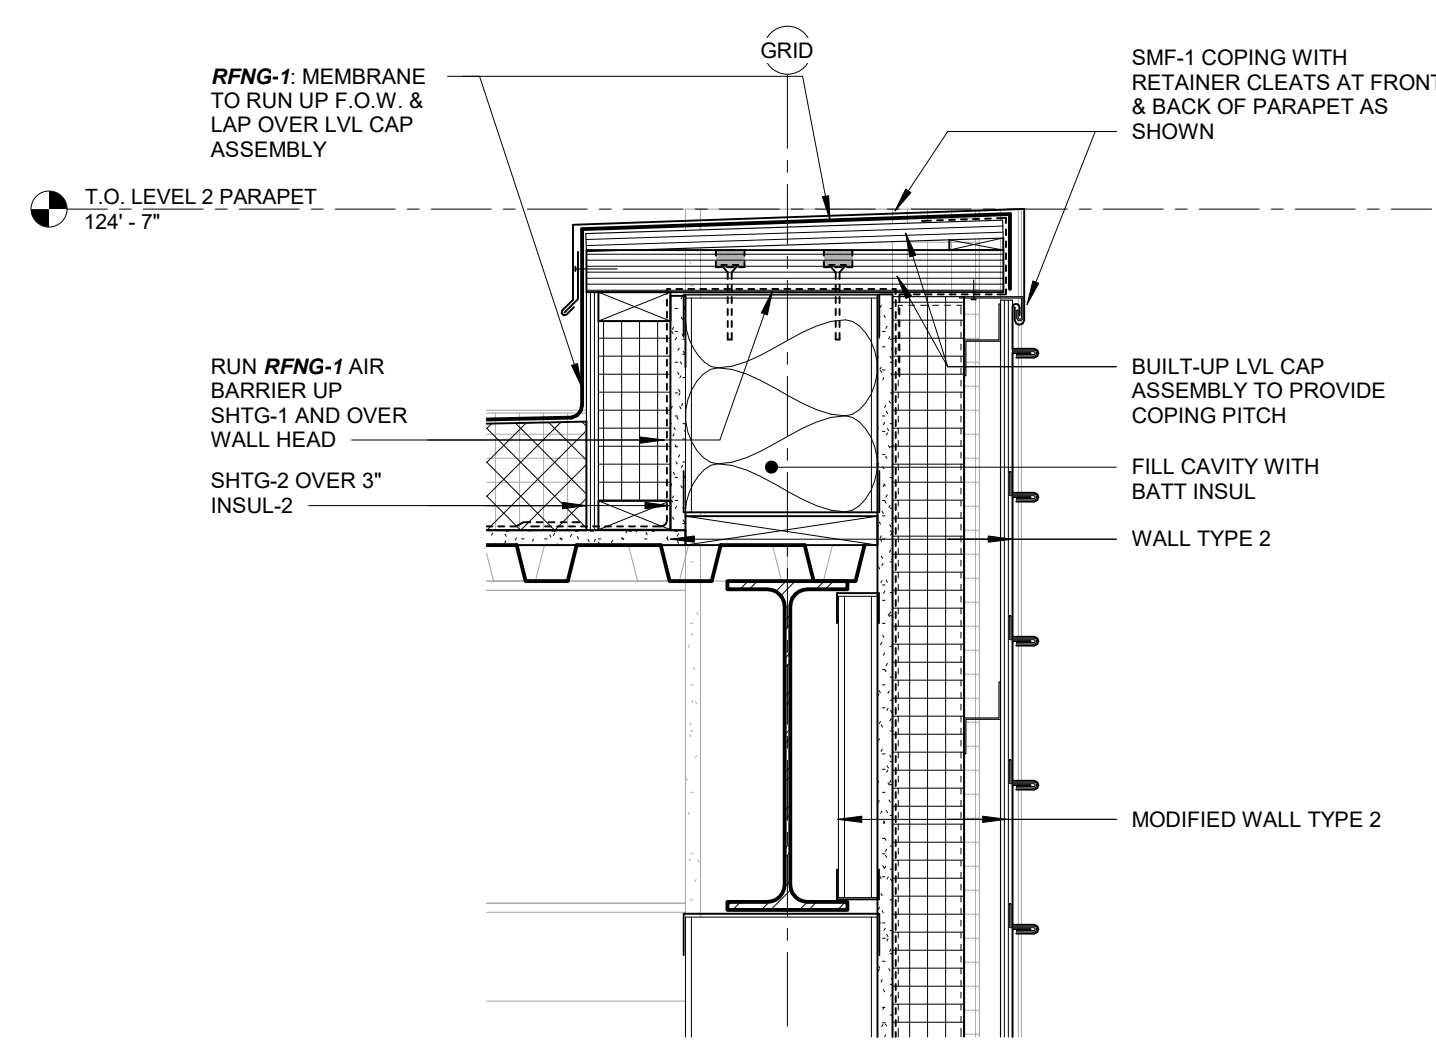 GRID
RFNG-1: MEMBRANE
TO RUN UP F.O.W. &
LAP OVER LVL CAP
ASSEMBLY
SMF-1 COPING WITH
RETAINER CLEATS AT FRONT
& BACK OF PARAPET AS
SHOWN
T.O. LEVEL 2 PARAPET
124' - 7"
RUN RFNG-1 AIR
BARRIER UP
SHTG-1 AND OVER
WALL HEAD
SHTG-2 OVER 3"
INSUL-2
BUILT-UP LVL CAP
ASSEMBLY TO PROVIDE
COPING PITCH
FILL CAVITY WITH
BATT INSUL
WALL TYPE 2
MODIFIED WALL TYPE 2